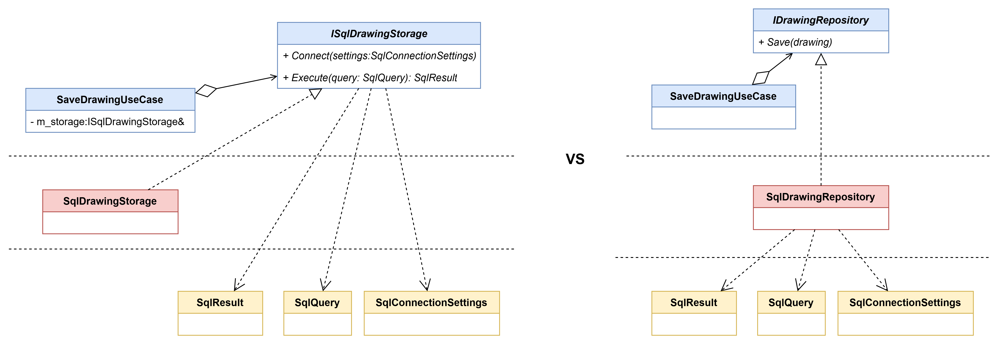 ISqlDrawingStorage
+ Connect(settings:SqlConnectionSettings)
+ Execute(query: SqlQuery): SqlResult
SaveDrawingUseCase
- m_storage:ISqlDrawingStorage&
SqlDrawingStorage
SqlResult
SqlQuery
SqlConnectionSettings
VS
IDrawingRepository
+ Save(drawing)
SaveDrawingUseCase
SqlDrawingRepository
SqlResult
SqlQuery
SqlConnectionSettings